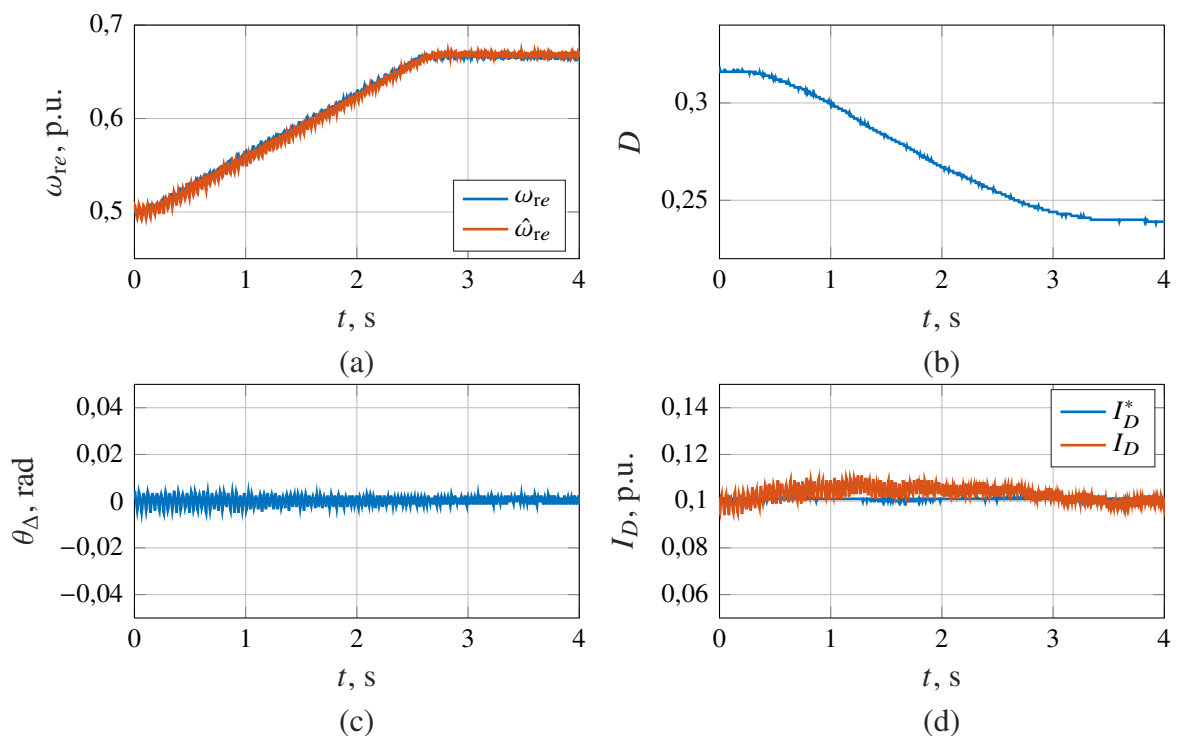 0,7
0,6
0,5
ω_re, p.u.
ω_re
ω̂_re
0 1 2 3 4
t, s
(a)
0,3
0,25
D
0 1 2 3 4
t, s
(b)
0,04
0,02
0
−0,02
−0,04
θ_Δ, rad
0 1 2 3 4
t, s
(c)
0,14
0,12
0,1
0,08
0,06
I_D, p.u.
I_D^*
I_D
0 1 2 3 4
t, s
(d)